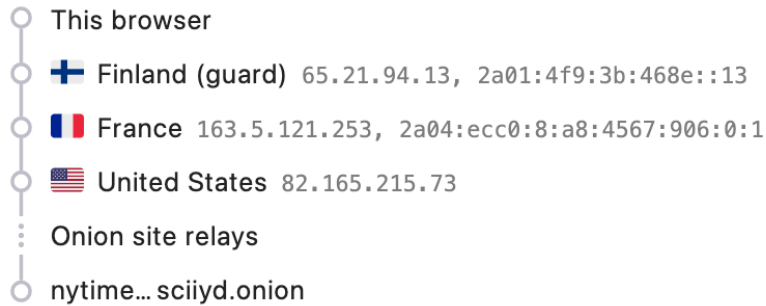 This browser
Finland (guard) 65.21.94.13, 2a01:4f9:3b:468e::13
France 163.5.121.253, 2a04:ecc0:8:a8:4567:906:0:1
United States 82.165.215.73
Onion site relays
nytime… sciiyd.onion